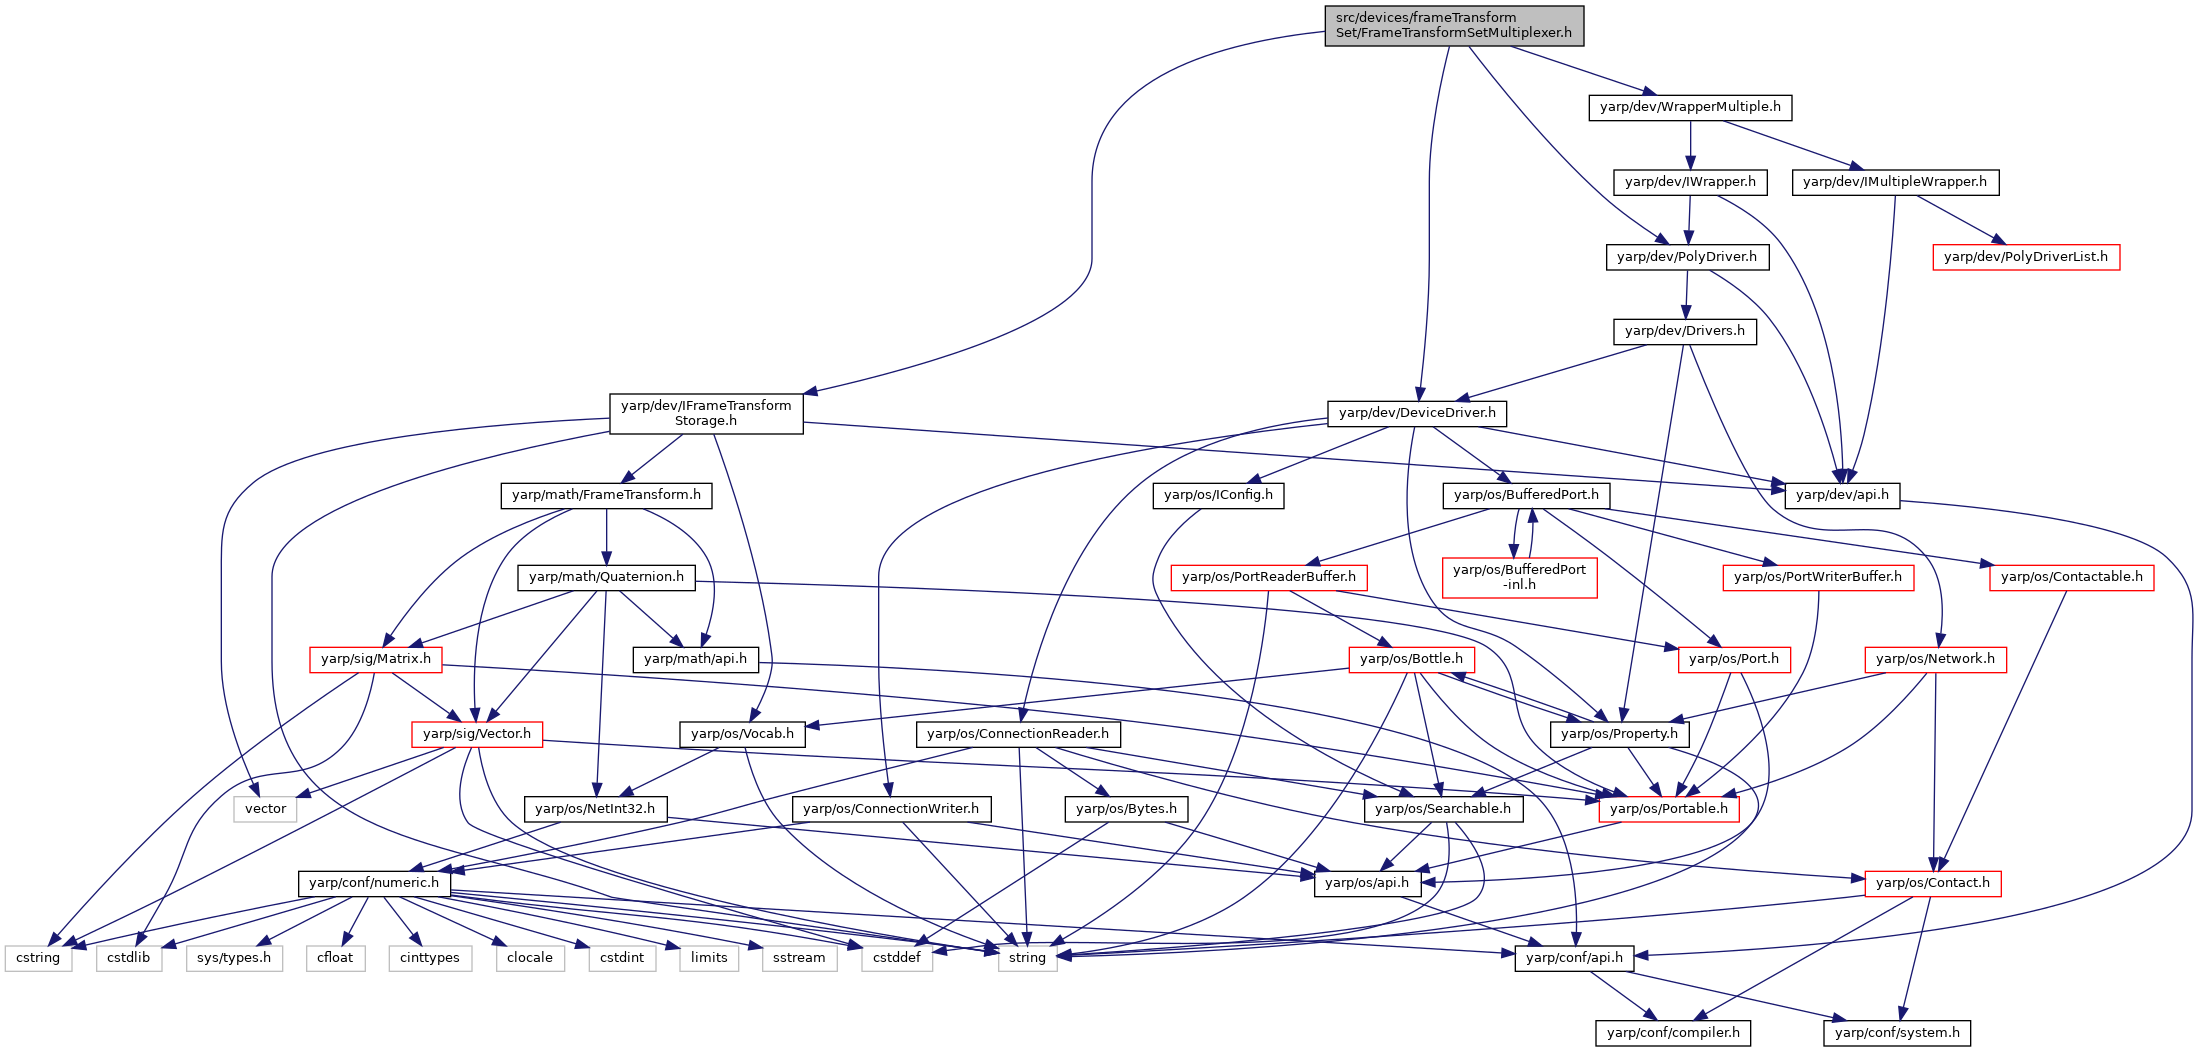 src/devices/frameTransform
Set/FrameTransformSetMultiplexer.h
yarp/dev/WrapperMultiple.h
yarp/dev/IWrapper.h
yarp/dev/IMultipleWrapper.h
yarp/dev/PolyDriver.h
yarp/dev/PolyDriverList.h
yarp/dev/Drivers.h
yarp/dev/IFrameTransform
Storage.h
yarp/dev/DeviceDriver.h
yarp/math/FrameTransform.h
yarp/os/IConfig.h
yarp/os/BufferedPort.h
yarp/dev/api.h
yarp/math/Quaternion.h
yarp/os/PortReaderBuffer.h
yarp/os/BufferedPort
-inl.h
yarp/os/PortWriterBuffer.h
yarp/os/Contactable.h
yarp/sig/Matrix.h
yarp/math/api.h
yarp/os/Bottle.h
yarp/os/Port.h
yarp/os/Network.h
yarp/sig/Vector.h
yarp/os/Vocab.h
yarp/os/ConnectionReader.h
yarp/os/Property.h
vector
yarp/os/NetInt32.h
yarp/os/ConnectionWriter.h
yarp/os/Bytes.h
yarp/os/Searchable.h
yarp/os/Portable.h
yarp/conf/numeric.h
yarp/os/api.h
yarp/os/Contact.h
cstring
cstdlib
sys/types.h
cfloat
cinttypes
clocale
cstdint
limits
sstream
cstddef
string
yarp/conf/api.h
yarp/conf/compiler.h
yarp/conf/system.h